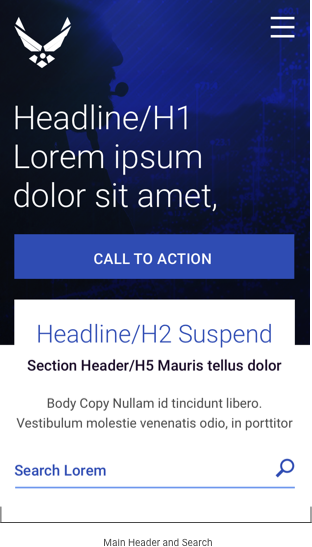 Headline/H1
Lorem ipsum
dolor sit amet,
CALL TO ACTION
Headline/H2 Suspend
Section Header/H5 Mauris tellus dolor
Body Copy Nullam id tincidunt libero.
Vestibulum molestie venenatis odio, in porttitor
Search Lorem
Main Header and Search